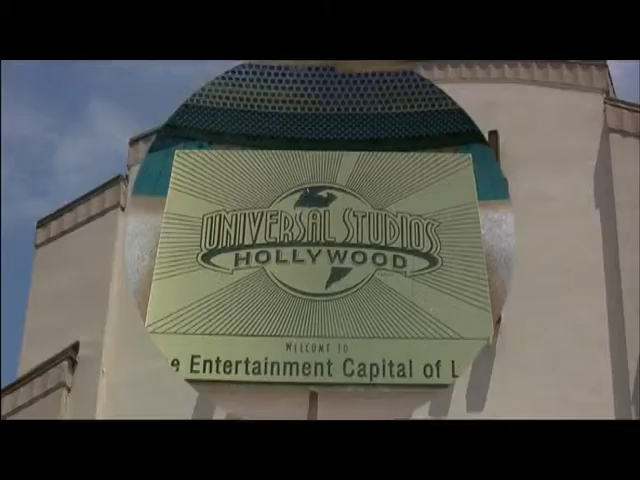 UNIVERSAL STUDIOS
HOLLYWOOD
WELCOME TO
e Entertainment Capital of L